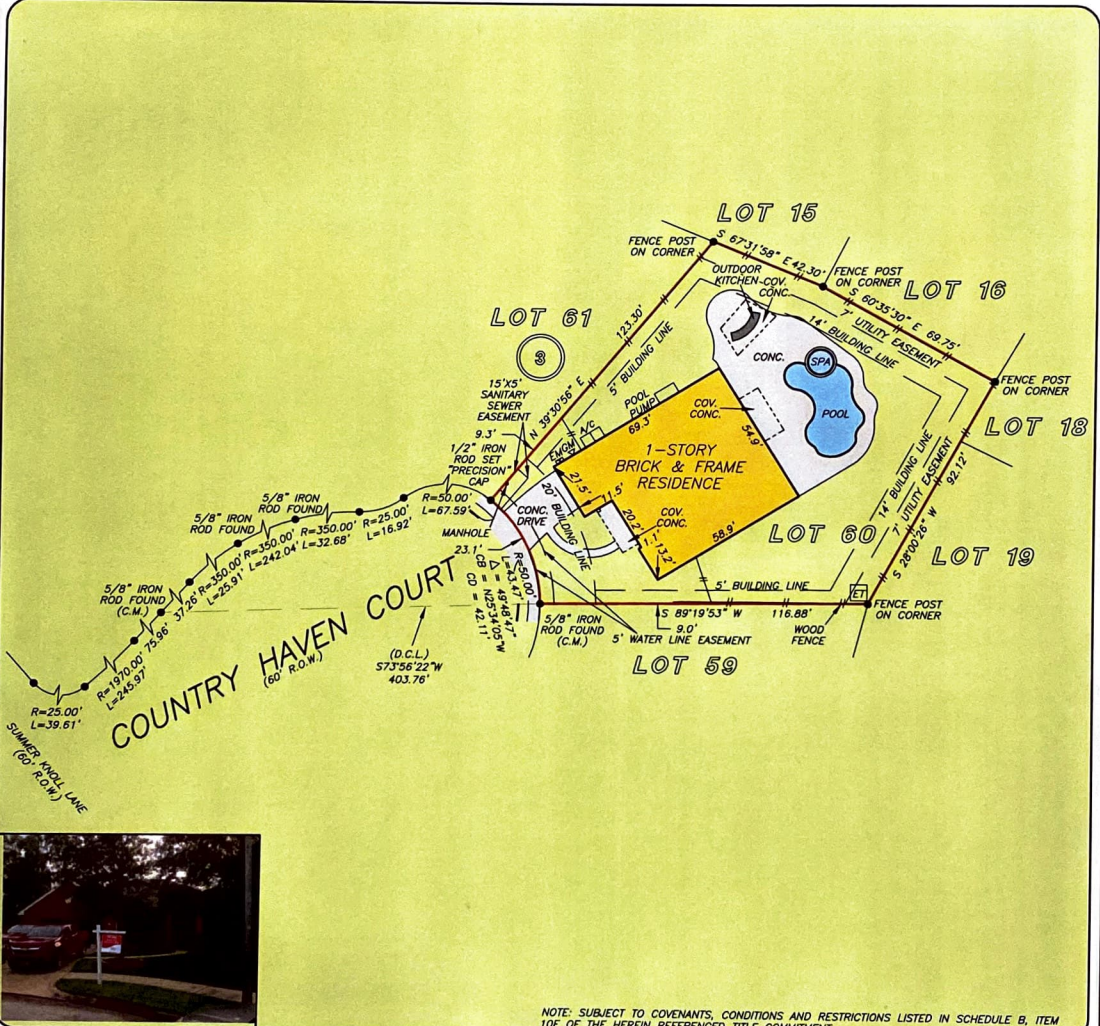 LOT 15
S 67°31'58" E 42.30'
FENCE POST
ON CORNER
OUTDOOR
KITCHEN
COV.
CONC.
FENCE POST
ON CORNER
S 60°35'30" E 69.75'
LOT 16
7' UTILITY EASEMENT
14' BUILDING LINE
LOT 61
3
123.30'
N 39°30'56" E
5' BUILDING LINE
CONC.
SPA
POOL
FENCE POST
ON CORNER
LOT 18
15'X5'
SANITARY
SEWER
EASEMENT
9.3'
POOL
PUMP
A/C
69.3'
COV.
CONC.
54.9'
1-STORY
BRICK & FRAME
RESIDENCE
92.12'
14' BUILDING LINE
7' UTILITY EASEMENT
S 28°00'26" W
1/2" IRON
ROD SET
"PRECISION"
CAP
EMGM
21.5'
11.5'
20' BUILDING LINE
CONC.
DRIVE
COV.
CONC.
20.2'
1.1'
13.2'
58.9'
LOT 60
LOT 19
R=50.00'
L=67.59'
MANHOLE
23.1'
5/8" IRON
ROD FOUND
R=25.00'
L=16.92'
R=350.00'
L=32.68'
5/8" IRON
ROD FOUND
R=350.00'
L=242.04'
R=350.00'
L=25.91'
37.26'
5/8" IRON
ROD FOUND
(C.M.)
75.96'
R=1970.00'
L=245.97'
R=25.00'
L=39.61'
SUMMER KNOLL LANE
(60' R.O.W.)
COUNTRY HAVEN COURT
(60' R.O.W.)
(D.C.L.)
S73°56'22"W
403.76'
R=50.00'
L=43.47'
Δ = 49°48'47"
CB = N25°34'05"W
CD = 42.11'
5' BUILDING LINE
ET
S 89°19'53" W
116.88'
FENCE POST
ON CORNER
5/8" IRON
ROD FOUND
(C.M.)
9.0'
5' WATER LINE EASEMENT
WOOD
FENCE
LOT 59
NOTE: SUBJECT TO COVENANTS, CONDITIONS AND RESTRICTIONS LISTED IN SCHEDULE B, ITEM
10F OF THE HEREIN REFERENCED TITLE COMMITMENT